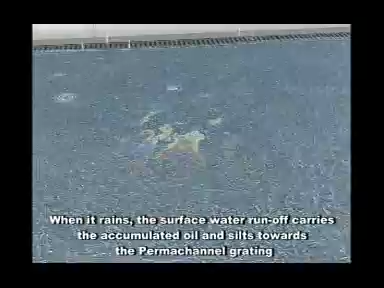 When it rains, the surface water run-off carries
the accumulated oil and silts towards
the Permachannel grating